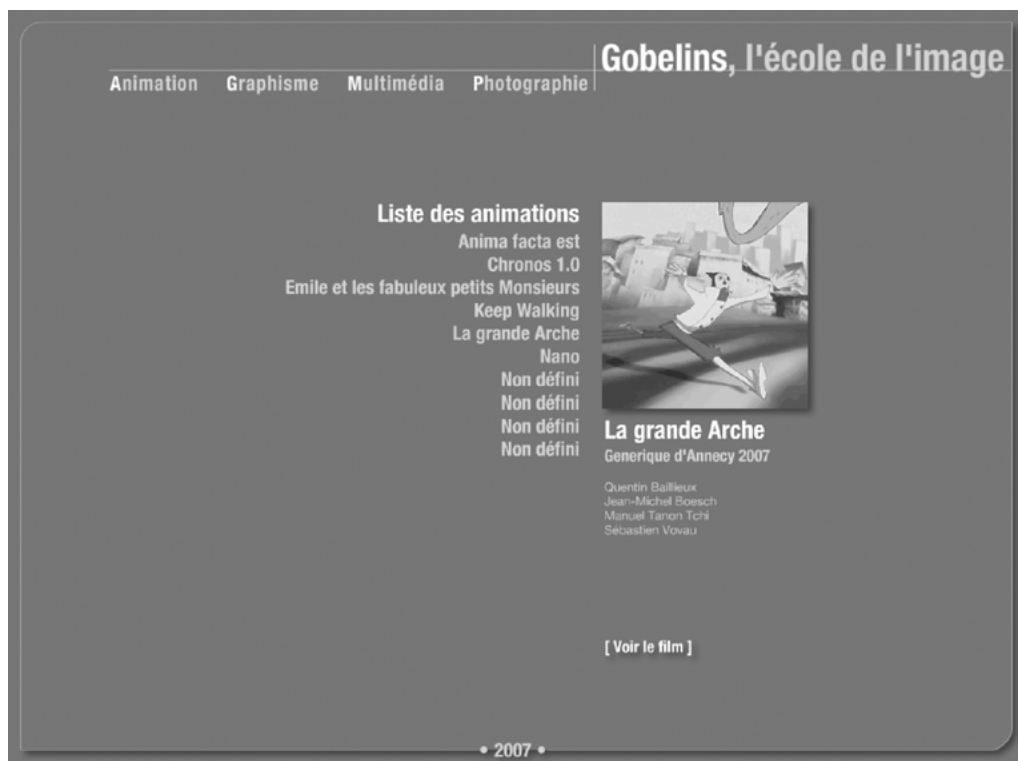 Gobelins, l'école de l'image
Animation Graphisme Multimédia Photographie
Liste des animations
Anima facta est
Chronos 1.0
Emile et les fabuleux petits Monsieurs
Keep Walking
La grande Arche
Nano
Non défini
Non défini
Non défini
Non défini
La grande Arche
Generique d'Annecy 2007
Quentin Baillieux
Jean-Michel Boesch
Manuel Tanon Tchi
Sébastien Vovau
[ Voir le film ]
• 2007 •